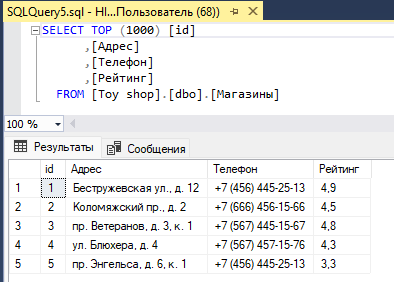 SQLQuery5.sql - HI...Пользователь (68))
SELECT TOP (1000) [id]
,[Адрес]
,[Телефон]
,[Рейтинг]
FROM [Toy shop].[dbo].[Магазины]
100 %
Результаты Сообщения
id Адрес Телефон Рейтинг
1 1 Бестружевская ул., д. 12 +7 (456) 445-25-13 4,9
2 2 Коломяжский пр., д. 2 +7 (666) 456-15-66 4,5
3 3 пр. Ветеранов, д. 3, к. 1 +7 (567) 445-15-67 4,8
4 4 ул. Блюхера, д. 4 +7 (567) 457-15-76 4,3
5 5 пр. Энгельса, д. 6, к. 1 +7 (456) 445-25-13 3,3